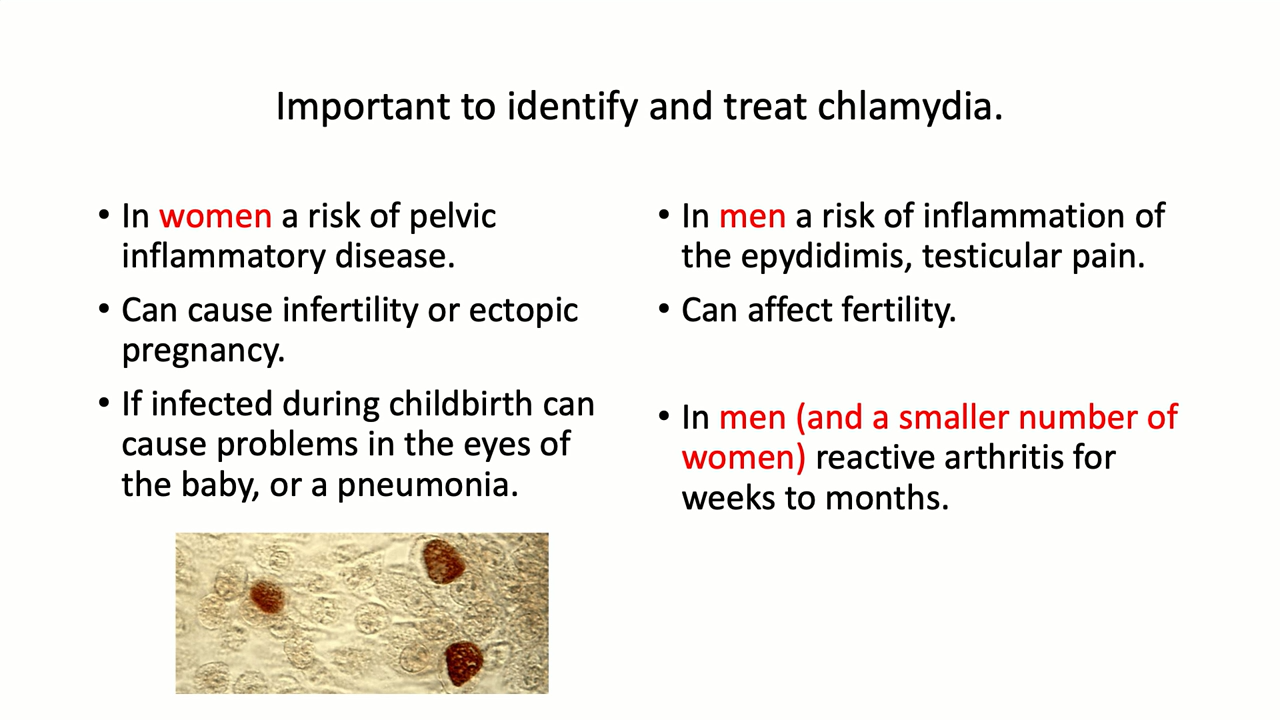 Important to identify and treat chlamydia.
• In women a risk of pelvic
inflammatory disease.
• Can cause infertility or ectopic
pregnancy.
• If infected during childbirth can
cause problems in the eyes of
the baby, or a pneumonia.
• In men a risk of inflammation of
the epydidimis, testicular pain.
• Can affect fertility.
• In men (and a smaller number of
women) reactive arthritis for
weeks to months.